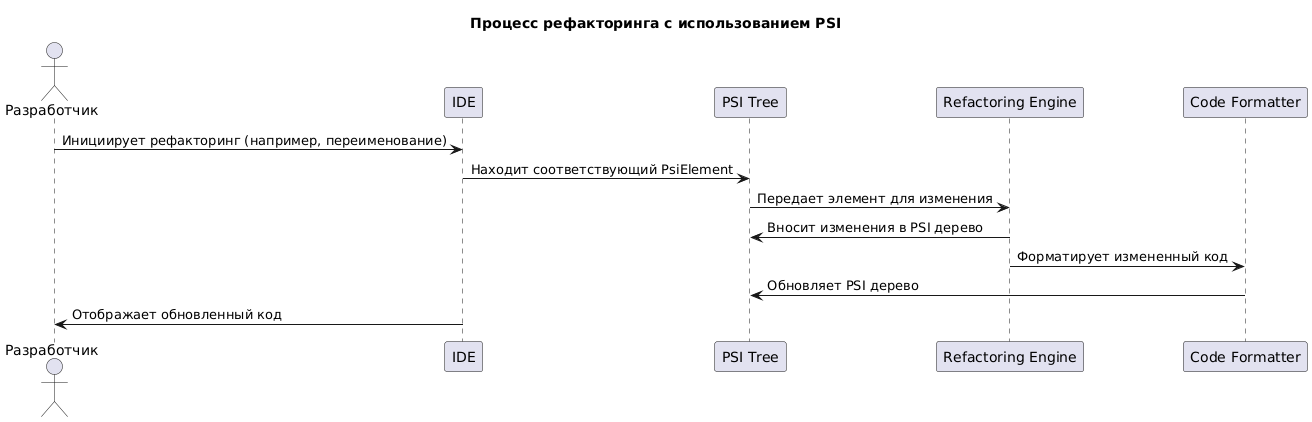 Процесс рефакторинга с использованием PSI
Разработчик
IDE
PSI Tree
Refactoring Engine
Code Formatter
Инициирует рефакторинг (например, переименование)
Находит соответствующий PsiElement
Передает элемент для изменения
Вносит изменения в PSI дерево
Форматирует измененный код
Обновляет PSI дерево
Отображает обновленный код
Разработчик
IDE
PSI Tree
Refactoring Engine
Code Formatter